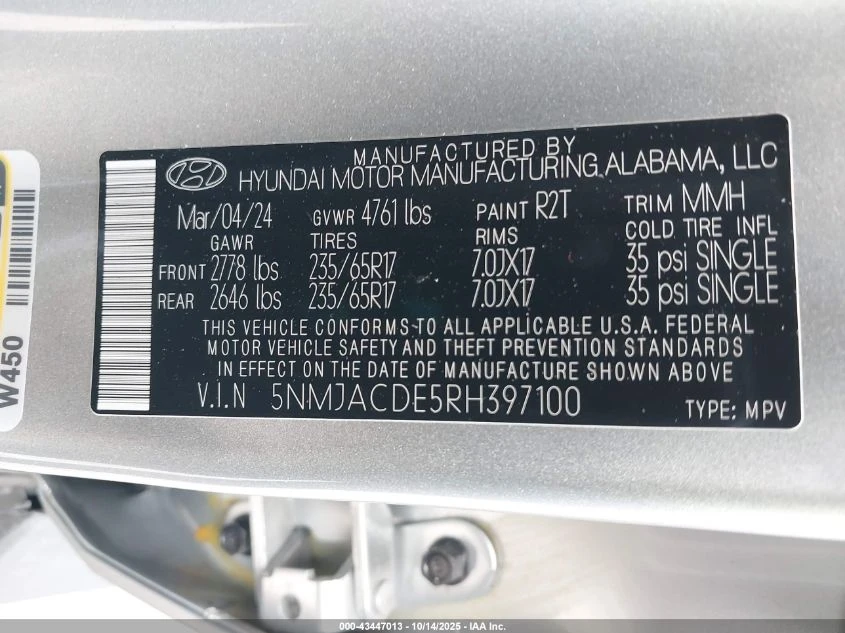 MANUFACTURED BY
HYUNDAI MOTOR MANUFACTURING ALABAMA, LLC
Mar/04/24 GVWR 4761 lbs PAINT R2T TRIM MMH
GAWR TIRES RIMS COLD TIRE INFL
FRONT 2778 lbs 235/65R17 7.0JX17 35 psi SINGLE
REAR 2646 lbs 235/65R17 7.0JX17 35 psi SINGLE
THIS VEHICLE CONFORMS TO ALL APPLICABLE U.S.A. FEDERAL
MOTOR VEHICLE SAFETY AND THEFT PREVENTION STANDARDS
IN EFFECT ON THE DATE OF MANUFACTURE SHOWN ABOVE
V.I.N 5NMJACDE5RH397100 TYPE: MPV
W450
000-43447013 - 10/14/2025 - IAA Inc.